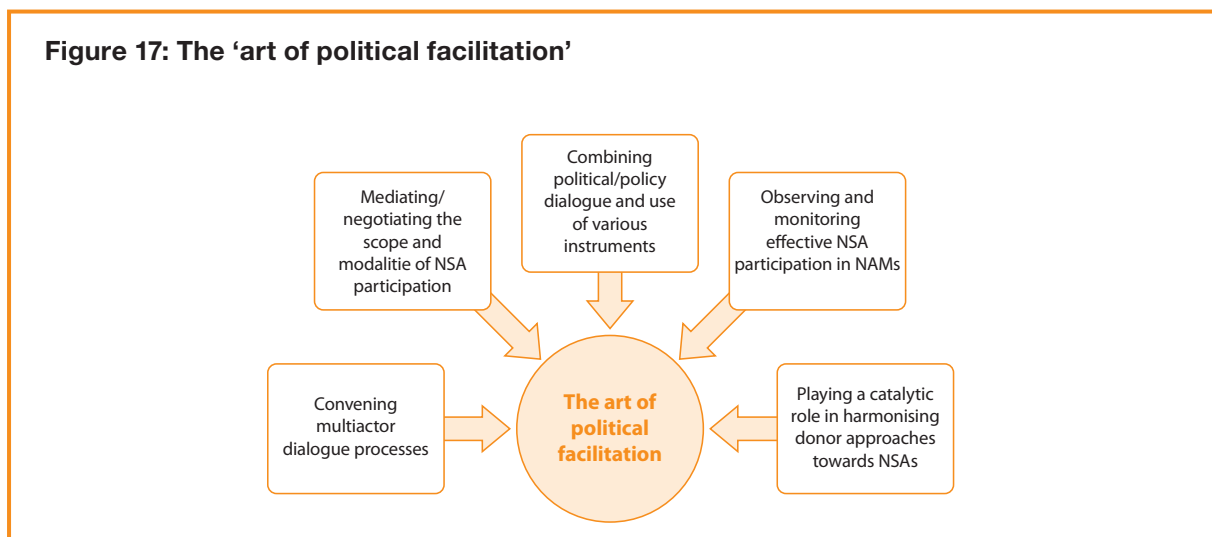 Figure 17: The ‘art of political facilitation’
Combining
political/policy
dialogue and use
of various
instruments
Mediating/
negotiating the
scope and
modalitie of NSA
participation
Observing and
monitoring
effective NSA
participation in NAMs
Convening
multiactor
dialogue processes
The art of
political
facilitation
Playing a catalytic
role in harmonising
donor approaches
towards NSAs